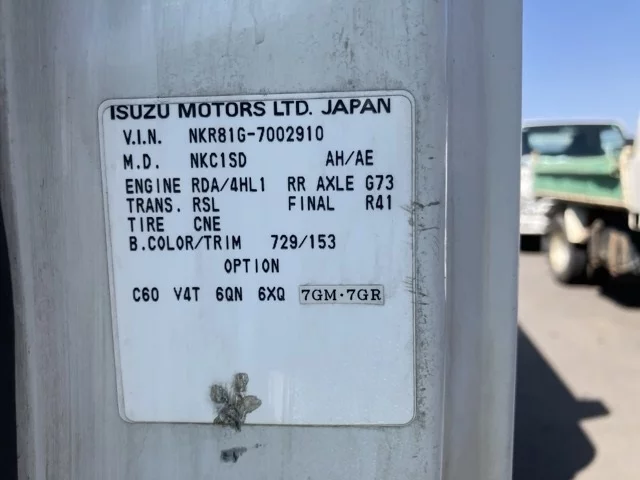 ISUZU MOTORS LTD. JAPAN
V.I.N. NKR81G-7002910
M.D. NKC1SD AH/AE
ENGINE RDA/4HL1 RR AXLE G73
TRANS. RSL FINAL R41
TIRE CNE
B.COLOR/TRIM 729/153
OPTION
C60 V4T 6QN 6XQ 7GM·7GR